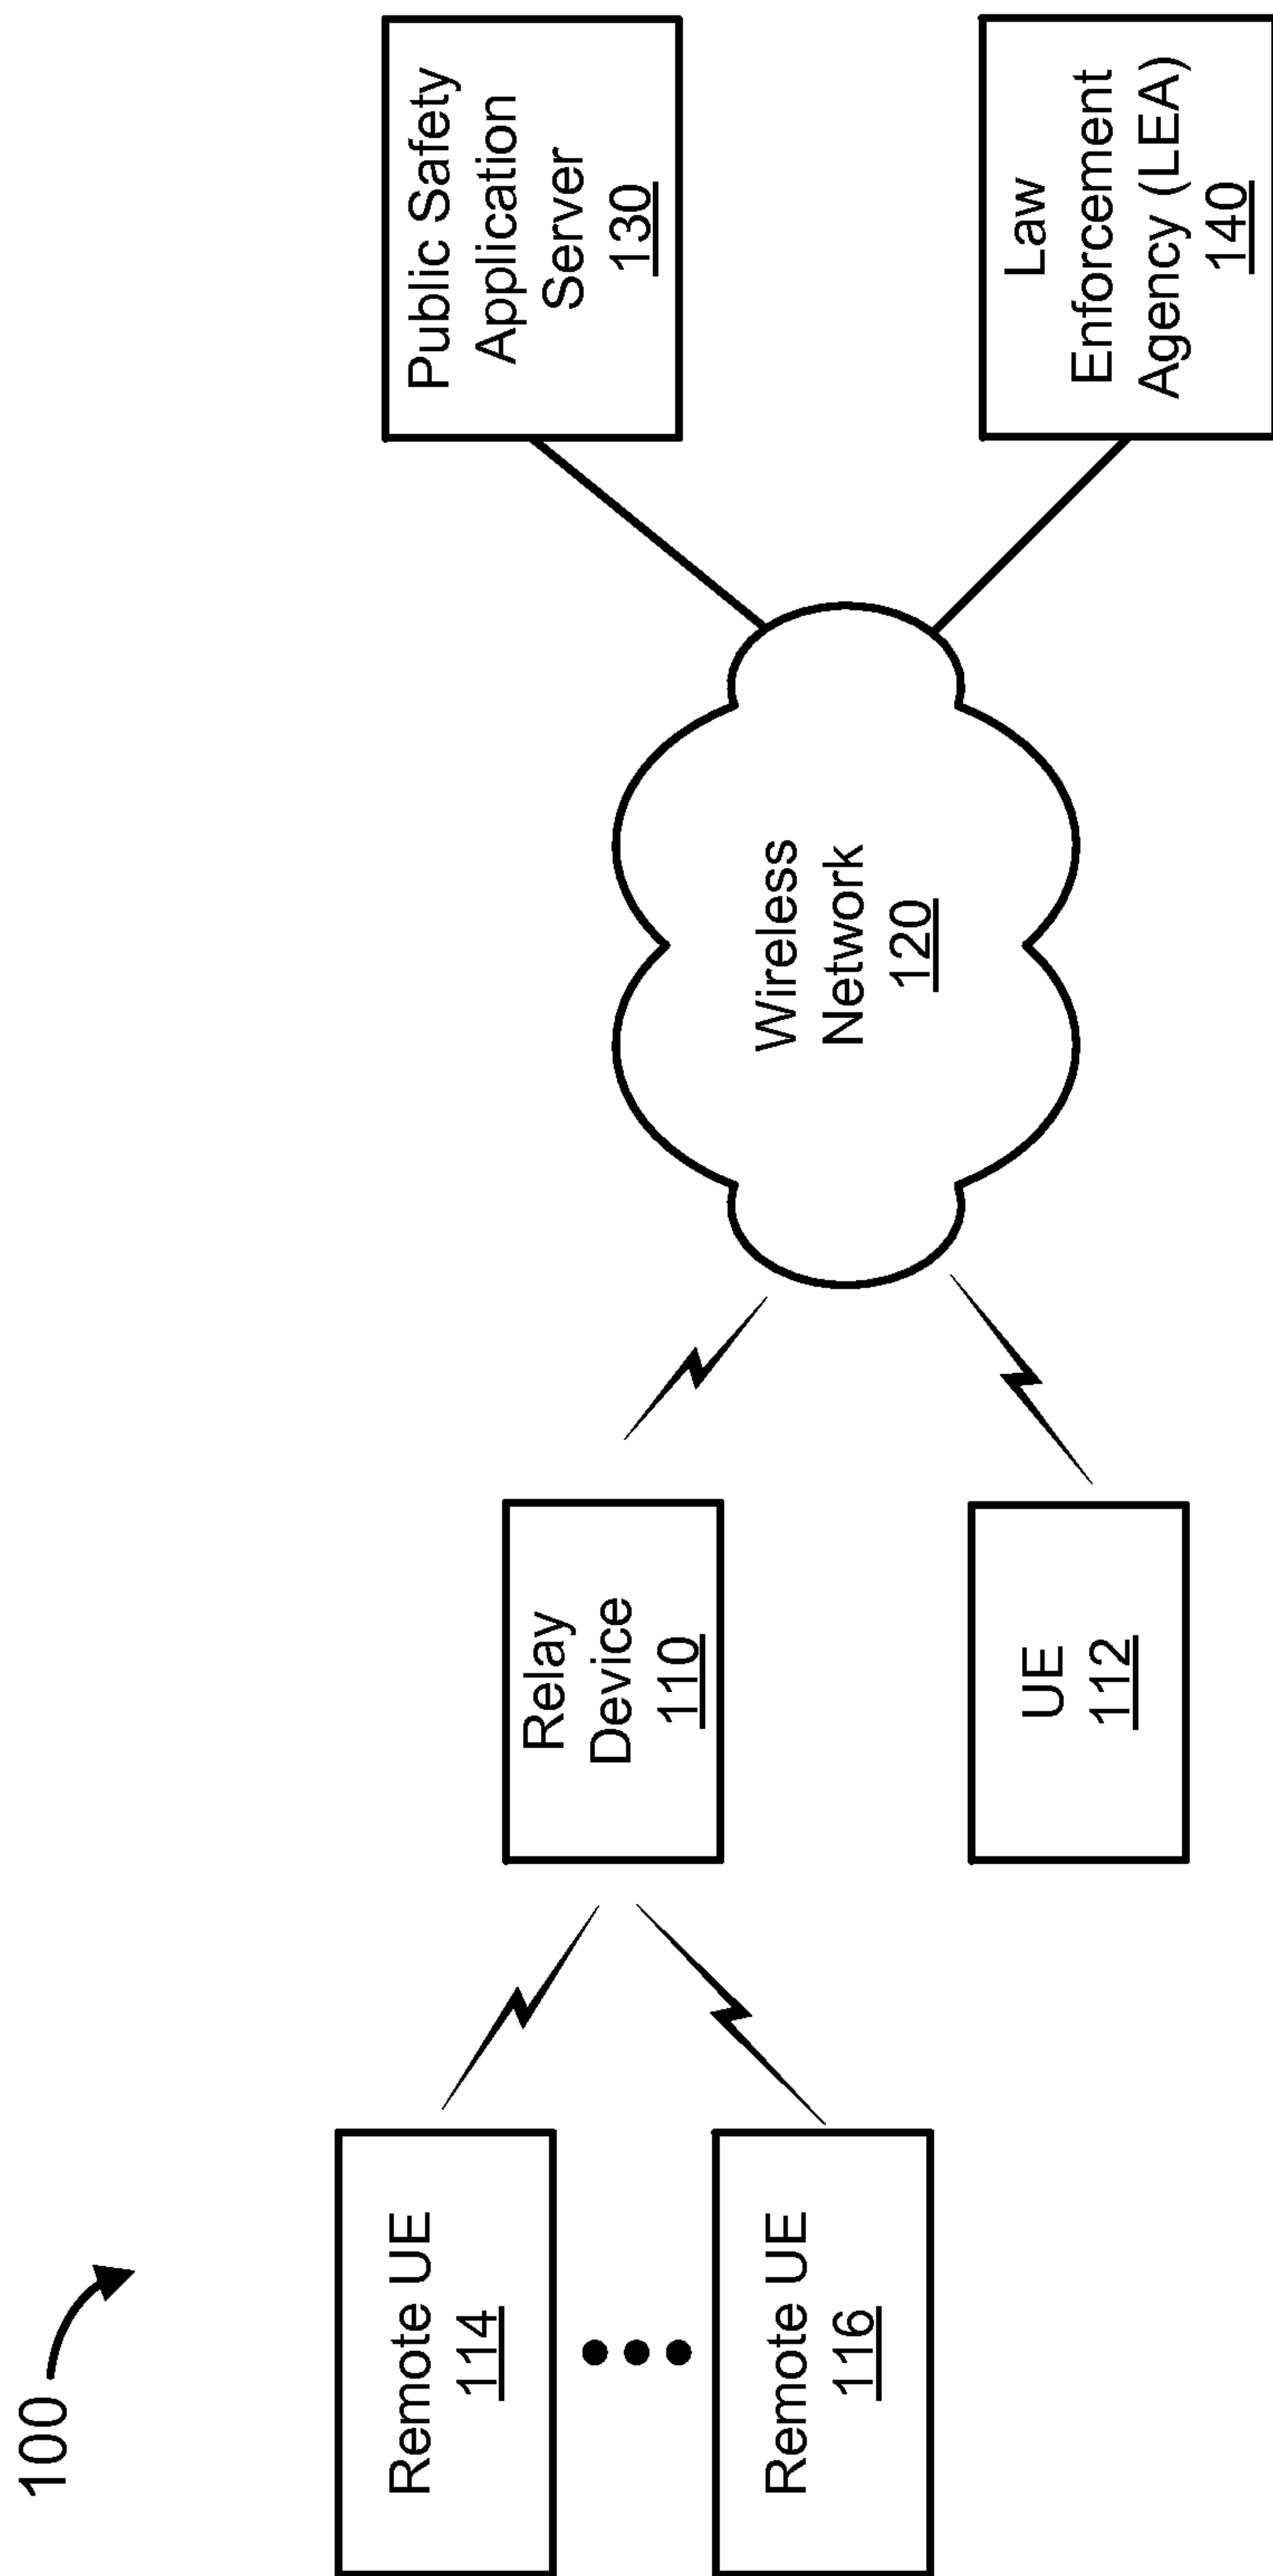 100
Remote UE
114
Remote UE
116
Relay
Device
110
UE
112
Wireless
Network
120
Public Safety
Application
Server
130
Law
Enforcement
Agency (LEA)
140